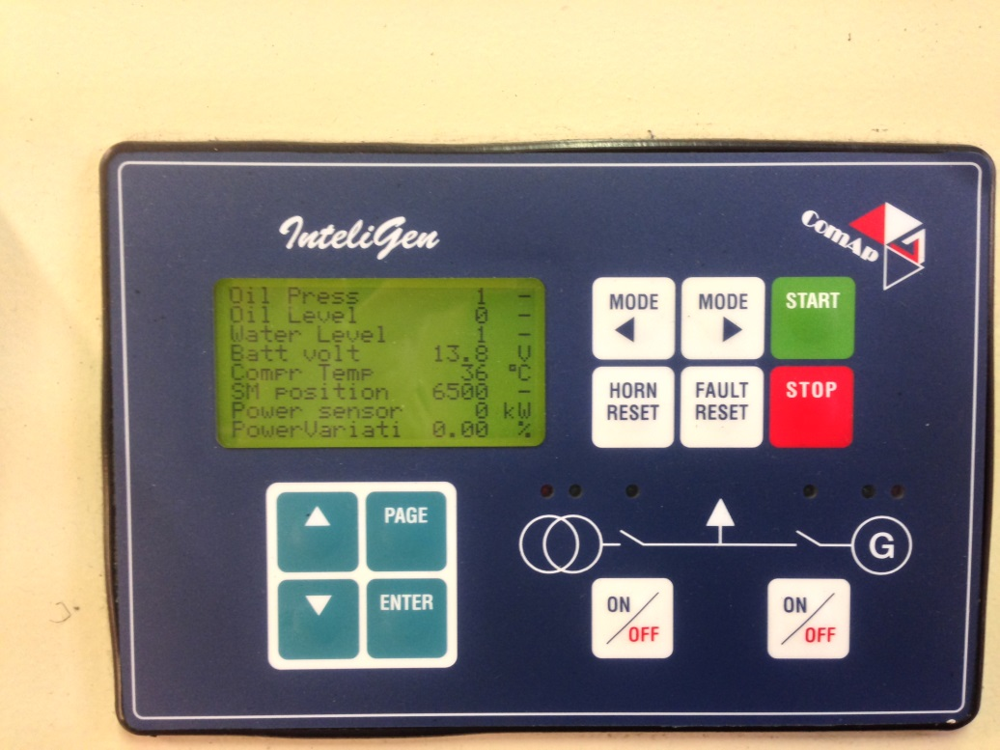 InteliGen
ComAp
Oil Press 1 -
Oil Level 0 -
Water Level 1 -
Batt volt 13.8 V
Compr Temp 36 °C
SM position 6500 -
Power sensor 0 kW
PowerVariati 0.00 %
MODE
MODE
START
HORN RESET
FAULT RESET
STOP
PAGE
ENTER
G
ON/OFF
ON/OFF